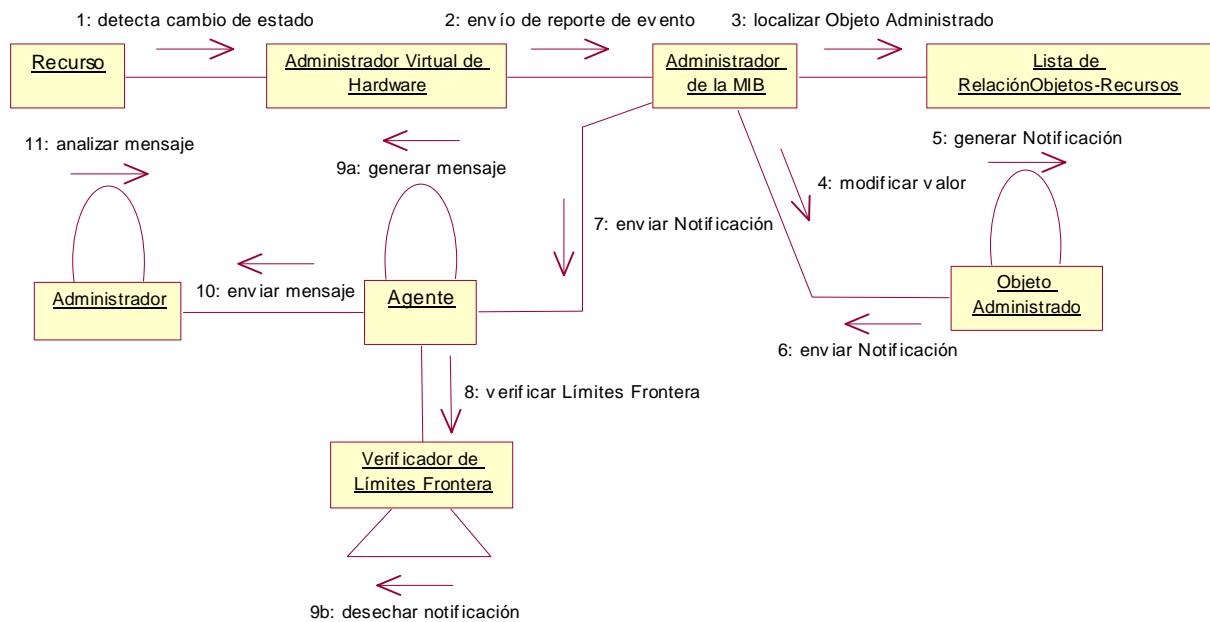 1: detecta cambio de estado
2: envío de reporte de evento
3: localizar Objeto Administrado
Recurso
Administrador Virtual de
Hardware
Administrador
de la MIB
Lista de
RelaciónObjetos-Recursos
11: analizar mensaje
9a: generar mensaje
5: generar Notificación
4: modificar valor
7: enviar Notificación
10: enviar mensaje
Administrador
Agente
Objeto
Administrado
6: enviar Notificación
8: verificar Límites Frontera
Verificador de
Límites Frontera
9b: desechar notificación